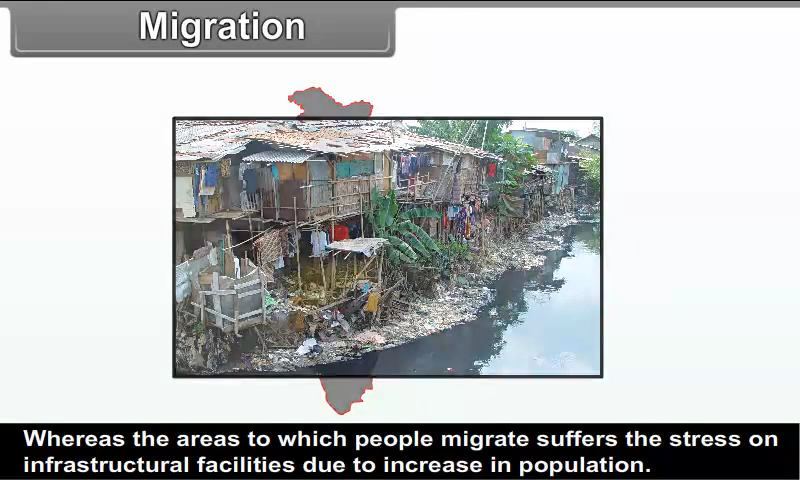 Migration
Whereas the areas to which people migrate suffers the stress on
infrastructural facilities due to increase in population.